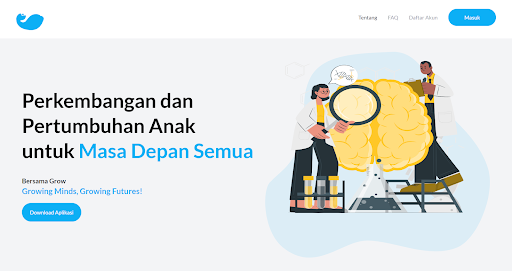 Tentang
FAQ
Daftar Akun
Masuk
Perkembangan dan
Pertumbuhan Anak
untuk Masa Depan Semua
Bersama Grow
Growing Minds, Growing Futures!
Download Aplikasi